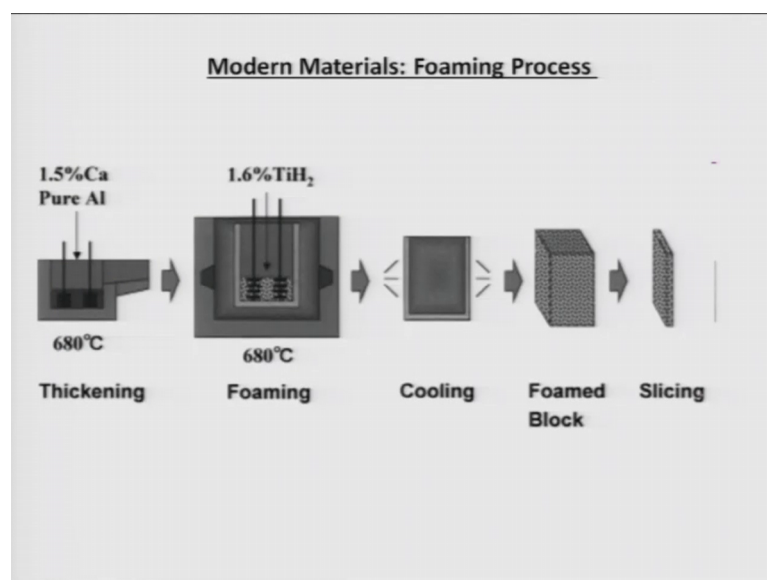 Modern Materials: Foaming Process
1.5%Ca
Pure Al
1.6%TiH₂
680℃
680℃
Thickening
Foaming
Cooling
Foamed
Block
Slicing